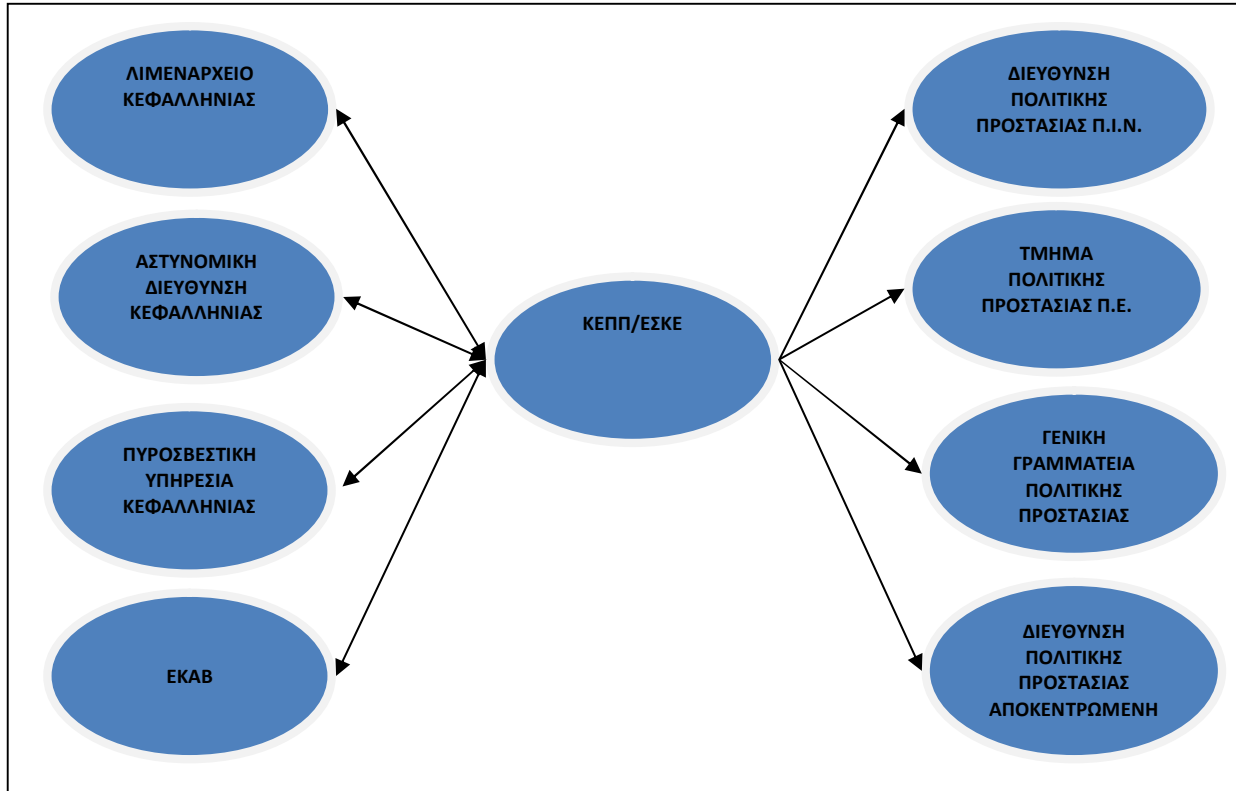 ΛΙΜΕΝΑΡΧΕΙΟ
ΚΕΦΑΛΛΗΝΙΑΣ
ΑΣΤΥΝΟΜΙΚΗ
ΔΙΕΥΘΥΝΣΗ
ΚΕΦΑΛΛΗΝΙΑΣ
ΠΥΡΟΣΒΕΣΤΙΚΗ
ΥΠΗΡΕΣΙΑ
ΚΕΦΑΛΛΗΝΙΑΣ
ΕΚΑΒ
ΚΕΠΠ/ΕΣΚΕ
ΔΙΕΥΘΥΝΣΗ
ΠΟΛΙΤΙΚΗΣ
ΠΡΟΣΤΑΣΙΑΣ Π.Ι.Ν.
ΤΜΗΜΑ
ΠΟΛΙΤΙΚΗΣ
ΠΡΟΣΤΑΣΙΑΣ Π.Ε.
ΓΕΝΙΚΗ
ΓΡΑΜΜΑΤΕΙΑ
ΠΟΛΙΤΙΚΗΣ
ΠΡΟΣΤΑΣΙΑΣ
ΔΙΕΥΘΥΝΣΗ
ΠΟΛΙΤΙΚΗΣ
ΠΡΟΣΤΑΣΙΑΣ
ΑΠΟΚΕΝΤΡΩΜΕΝΗ